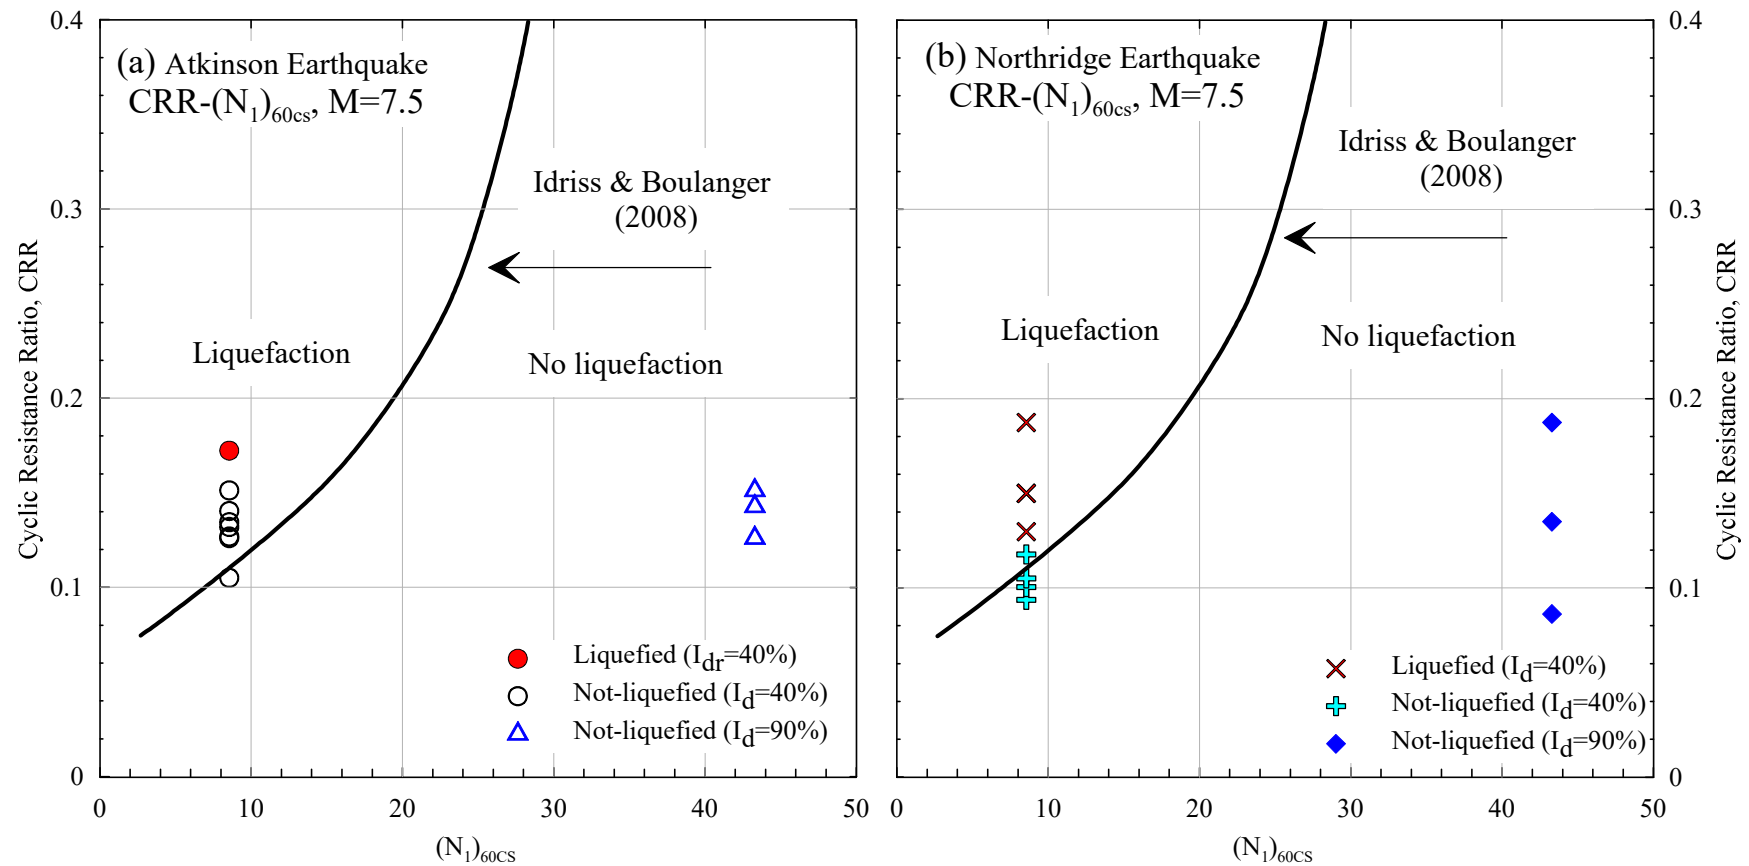 (a) Atkinson Earthquake
CRR-(N1)60cs, M=7.5
Idriss & Boulanger
(2008)
Liquefaction
No liquefaction
Liquefied (Idr=40%)
Not-liquefied (Id=40%)
Not-liquefied (Id=90%)
Cyclic Resistance Ratio, CRR
0.4
0.3
0.2
0.1
0
0 10 20 30 40 50
(N1)60CS
(b) Northridge Earthquake
CRR-(N1)60cs, M=7.5
Idriss & Boulanger
(2008)
Liquefaction
No liquefaction
Liquefied (Id=40%)
Not-liquefied (Id=40%)
Not-liquefied (Id=90%)
0.4
0.3
0.2
0.1
0
Cyclic Resistance Ratio, CRR
0 10 20 30 40 50
(N1)60CS